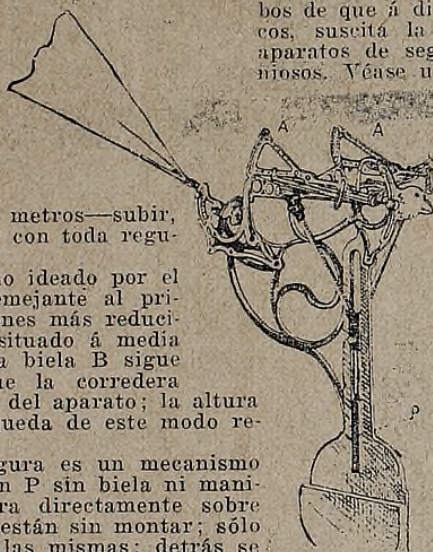 bos de que á di
cos, suscita la
aparatos de seg
niosos. Véase u
A
A
metros—subir,
con toda regu-
o ideado por el
emejante al pri-
nes más reduci-
situado á media
a biela B sigue
ue la corredera
del aparato; la altura
ueda de este modo re-
gura es un mecanismo
n P sin biela ni mani-
ra directamente sobre
están sin montar; sólo
las mismas; detrás se
P